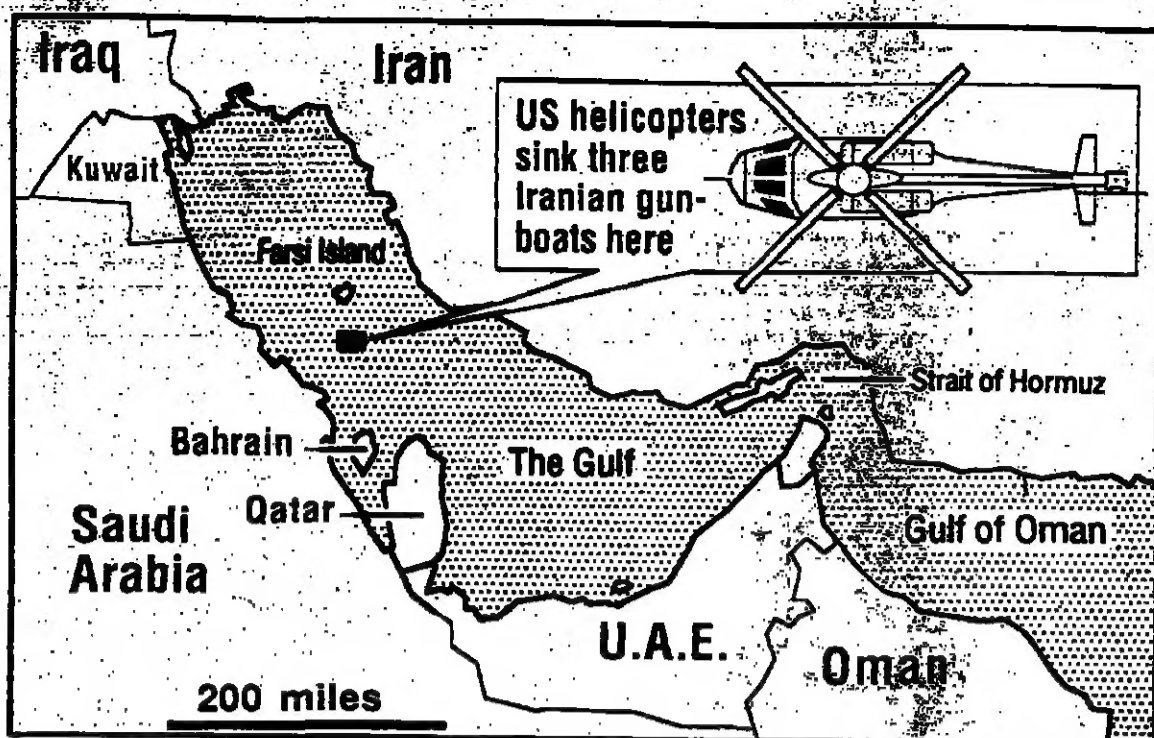 Iraq
Iran
US helicopters
sink three
Iranian gun-
boats here
Kuwait
Farsi Island
Strait of Hormuz
Bahrain
The Gulf
Qatar
Saudi
Arabia
Gulf of Oman
U.A.E.
Oman
200 miles